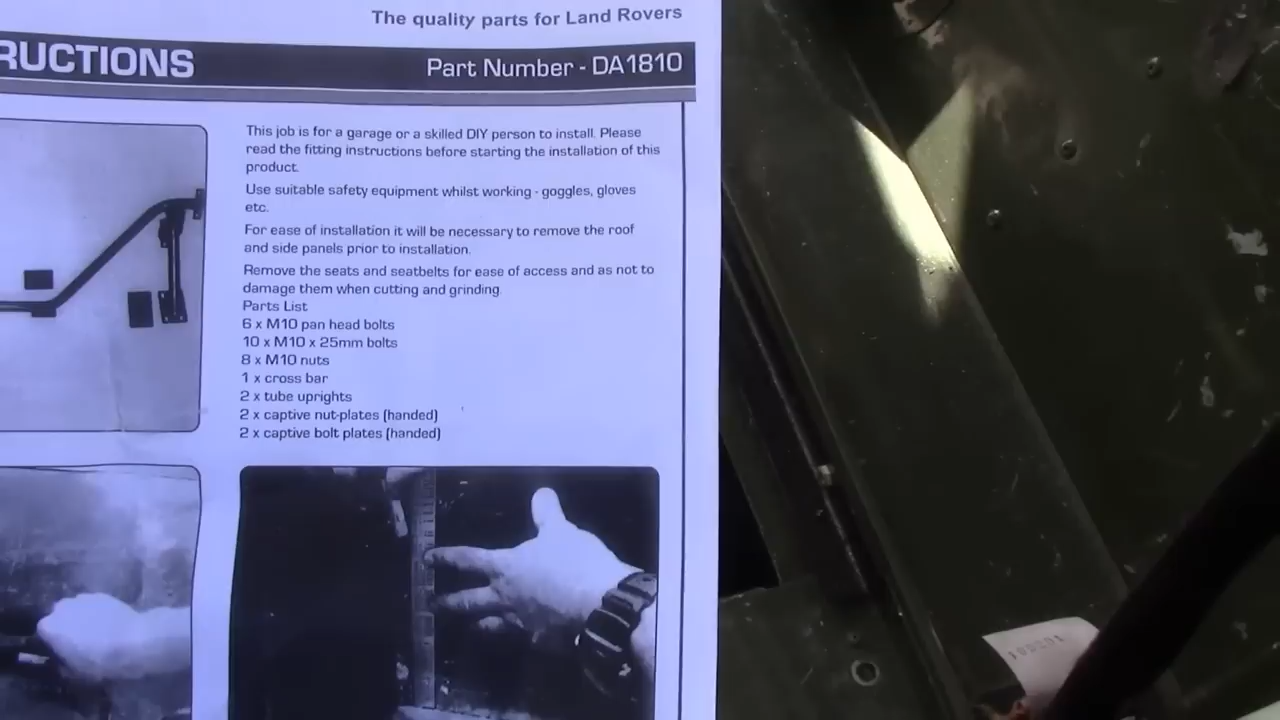 The quality parts for Land Rovers
RUCTIONS
Part Number - DA1810
This job is for a garage or a skilled DIY person to install. Please
read the fitting instructions before starting the installation of this
product.
Use suitable safety equipment whilst working - goggles, gloves
etc.
For ease of installation it will be necessary to remove the roof
and side panels prior to installation.
Remove the seats and seatbelts for ease of access and as not to
damage them when cutting and grinding.
Parts List
6 x M10 pan head bolts
10 x M10 x 25mm bolts
8 x M10 nuts
1 x cross bar
2 x tube uprights
2 x captive nut-plates (handed)
2 x captive bolt plates (handed)